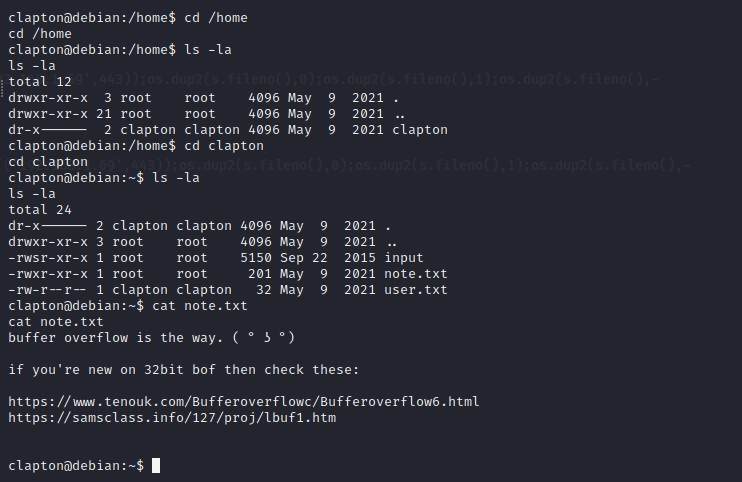 clapton@debian:/home$ cd /home
cd /home
clapton@debian:/home$ ls -la
ls -la
total 12
drwxr-xr-x  3 root    root    4096 May  9  2021 .
drwxr-xr-x 21 root    root    4096 May  9  2021 ..
dr-x------  2 clapton clapton 4096 May  9  2021 clapton
clapton@debian:/home$ cd clapton
cd clapton
clapton@debian:~$ ls -la
ls -la
total 24
dr-x------ 2 clapton clapton 4096 May  9  2021 .
drwxr-xr-x 3 root    root    4096 May  9  2021 ..
-rwsr-xr-x 1 root    root    5150 Sep 22  2015 input
-rwxr-xr-x 1 root    root     201 May  9  2021 note.txt
-rw-r--r-- 1 clapton clapton   32 May  9  2021 user.txt
clapton@debian:~$ cat note.txt
cat note.txt
buffer overflow is the way. ( ° ʖ °)
if you're new on 32bit bof then check these:
https://www.tenouk.com/Bufferoverflowc/Bufferoverflow6.html
https://samsclass.info/127/proj/lbuf1.htm
clapton@debian:~$